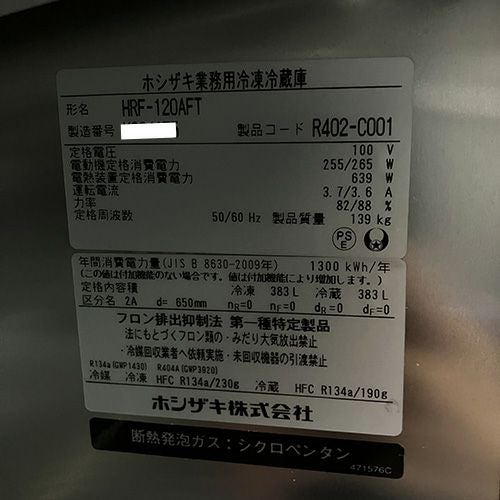 ホシザキ業務用冷凍冷蔵庫
形名 HRF-120AFT
製造番号 製品コード R402-C001
定格電圧 100 V
電動機定格消費電力 255/265 W
電熱装置定格消費電力 639 W
運転電流 3.7/3.6 A
力率 82/88 %
定格周波数 50/60 Hz 製品質量 139 kg
PS
E
年間消費電力量(JIS B 8630-2009年) 1300 kWh/年
(この値は付加機能のない場合です。値は付加機能により増加します。)
定格内容積 冷凍 383 L 冷蔵 383 L
区分名 2A d= 650mm nR=0 nF=0 dR=0 dF=0
フロン排出抑制法 第一種特定製品
法にもとづくフロン類の・みだり大気放出禁止
・冷媒回収業者へ依頼実施・未回収機器の引渡禁止
R134a(GWP1430) R404A(GWP3920)
冷媒 冷凍 HFC R134a/230g 冷蔵 HFC R134a/190g
ホシザキ株式会社
断熱発泡ガス：シクロペンタン
471576C